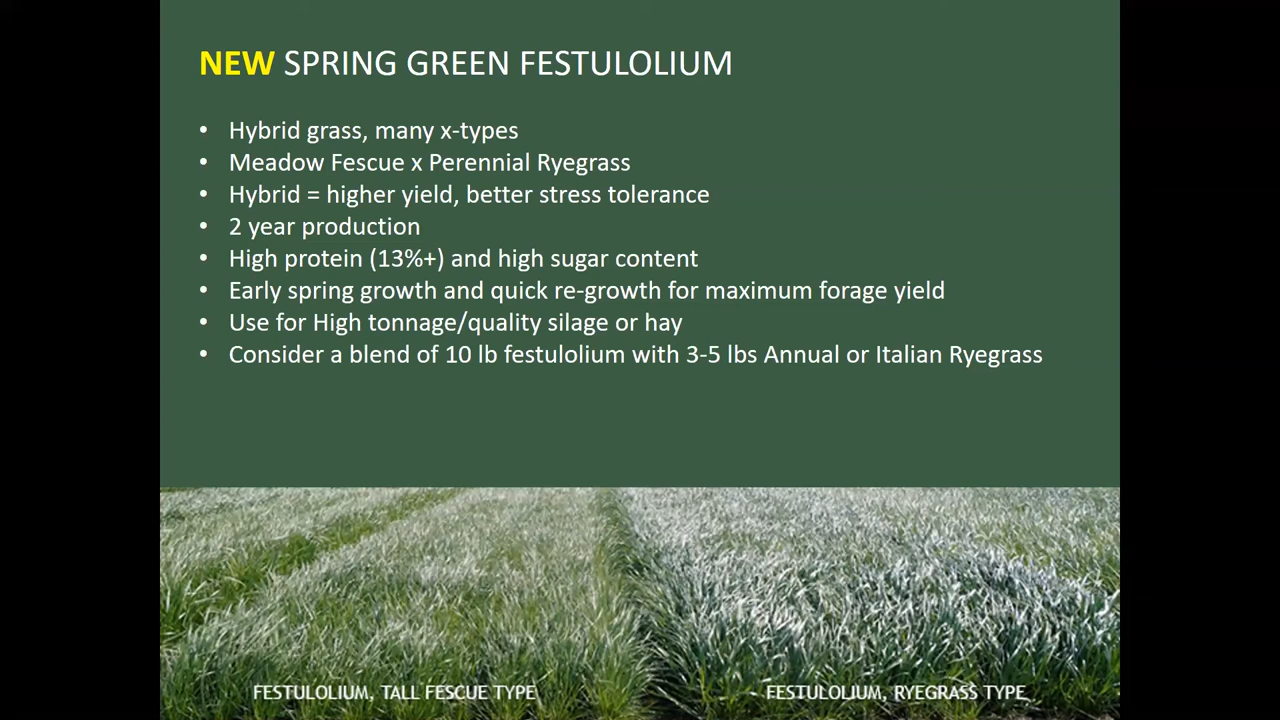 NEW SPRING GREEN FESTULOLIUM
• Hybrid grass, many x-types
• Meadow Fescue x Perennial Ryegrass
• Hybrid = higher yield, better stress tolerance
• 2 year production
• High protein (13%+) and high sugar content
• Early spring growth and quick re-growth for maximum forage yield
• Use for High tonnage/quality silage or hay
• Consider a blend of 10 lb festulolium with 3-5 lbs Annual or Italian Ryegrass
FESTULOLIUM, TALL FESCUE TYPE
FESTULOLIUM, RYEGRASS TYPE